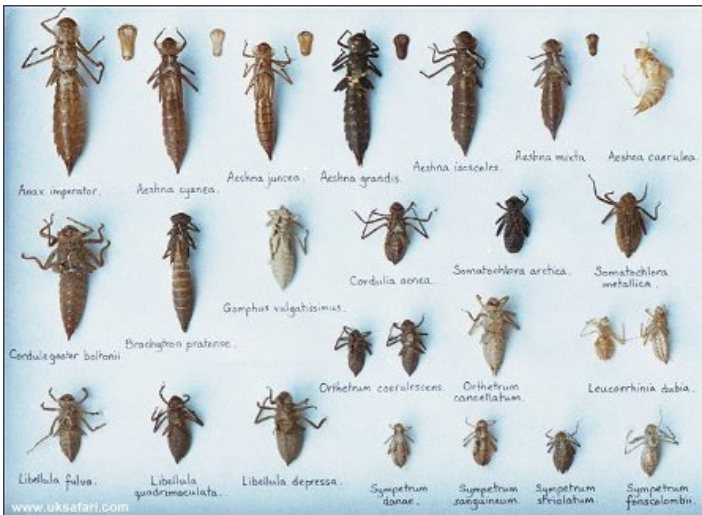 Anax imperator.
Aeshna cyanea.
Aeshna juncea.
Aeshna grandis.
Aeshna isosceles.
Aeshna mixta
Aeshna caerulea.
Cordulegaster boltonii
Brachytron pratense.
Gomphus vulgatissimus.
Cordulia aenea.
Somatochlora arctica.
Somatochlora
metallica.
Orthetrum coerulescens.
Orthetrum
cancellatum.
Leucorrhinia dubia.
Libellula fulva.
Libellula
quadrimaculata.
Libellula depressa.
Sympetrum
danae.
Sympetrum
sanguineum.
Sympetrum
striolatum.
Sympetrum
fonscolombii.
www.uksafari.com